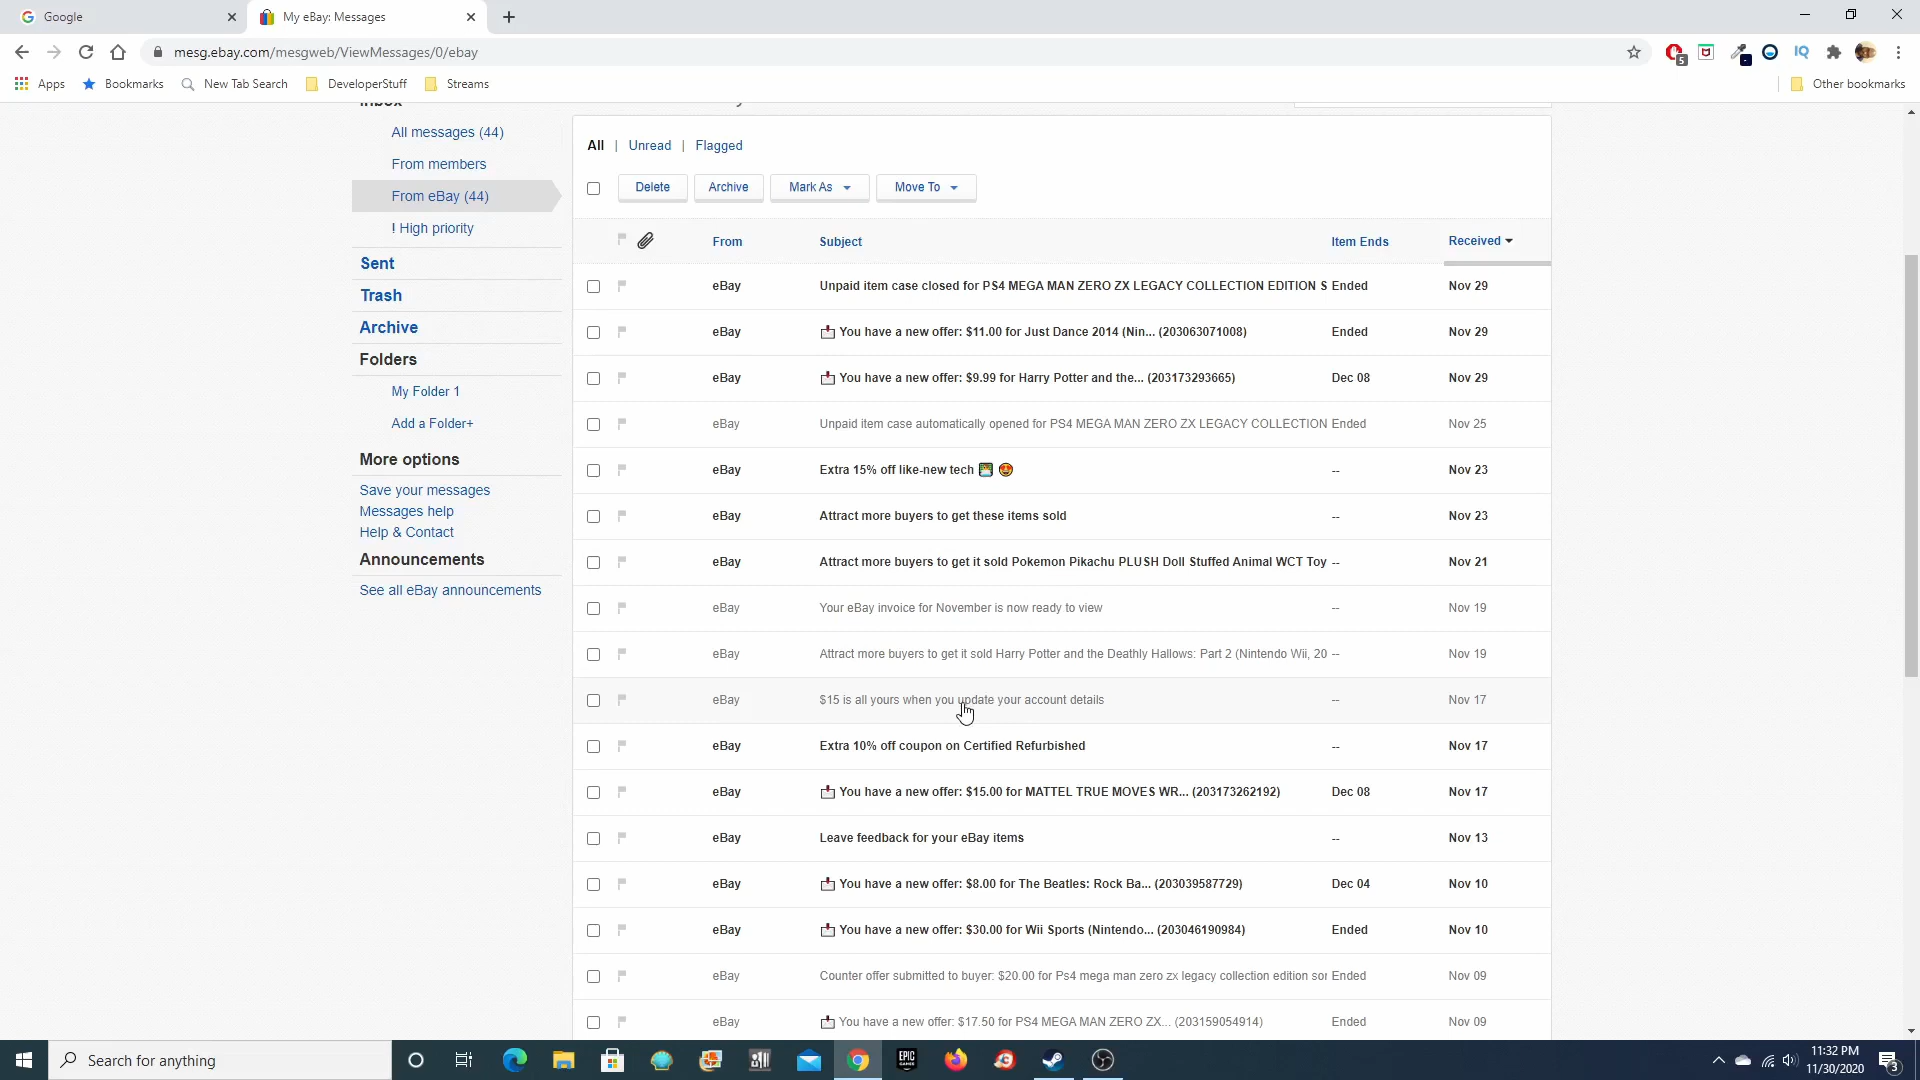 Google
My eBay: Messages
mesg.ebay.com/mesgweb/ViewMessages/0/ebay
5
IQ
Apps
Bookmarks
New Tab Search
DeveloperStuff
Streams
Other bookmarks
Inbox
All messages (44)
From members
From eBay (44)
! High priority
Sent
Trash
Archive
Folders
My Folder 1
Add a Folder+
More options
Save your messages
Messages help
Help & Contact
Announcements
See all eBay announcements
All | Unread | Flagged
Delete Archive Mark As Move To
From Subject Item Ends Received
eBay Unpaid item case closed for PS4 MEGA MAN ZERO ZX LEGACY COLLECTION EDITION S Ended Nov 29
eBay You have a new offer: $11.00 for Just Dance 2014 (Nin... (203063071008) Ended Nov 29
eBay You have a new offer: $9.99 for Harry Potter and the... (203173293665) Dec 08 Nov 29
eBay Unpaid item case automatically opened for PS4 MEGA MAN ZERO ZX LEGACY COLLECTION Ended Nov 25
eBay Extra 15% off like-new tech -- Nov 23
eBay Attract more buyers to get these items sold -- Nov 23
eBay Attract more buyers to get it sold Pokemon Pikachu PLUSH Doll Stuffed Animal WCT Toy -- Nov 21
eBay Your eBay invoice for November is now ready to view -- Nov 19
eBay Attract more buyers to get it sold Harry Potter and the Deathly Hallows: Part 2 (Nintendo Wii, 20 -- Nov 19
eBay $15 is all yours when you update your account details -- Nov 17
eBay Extra 10% off coupon on Certified Refurbished -- Nov 17
eBay You have a new offer: $15.00 for MATTEL TRUE MOVES WR... (203173262192) Dec 08 Nov 17
eBay Leave feedback for your eBay items -- Nov 13
eBay You have a new offer: $8.00 for The Beatles: Rock Ba... (203039587729) Dec 04 Nov 10
eBay You have a new offer: $30.00 for Wii Sports (Nintendo... (203046190984) Ended Nov 10
eBay Counter offer submitted to buyer: $20.00 for Ps4 mega man zero zx legacy collection edition sor Ended Nov 09
eBay You have a new offer: $17.50 for PS4 MEGA MAN ZERO ZX... (203159054914) Ended Nov 09
Search for anything
EPIC GAMES
11:32 PM
11/30/2020
3